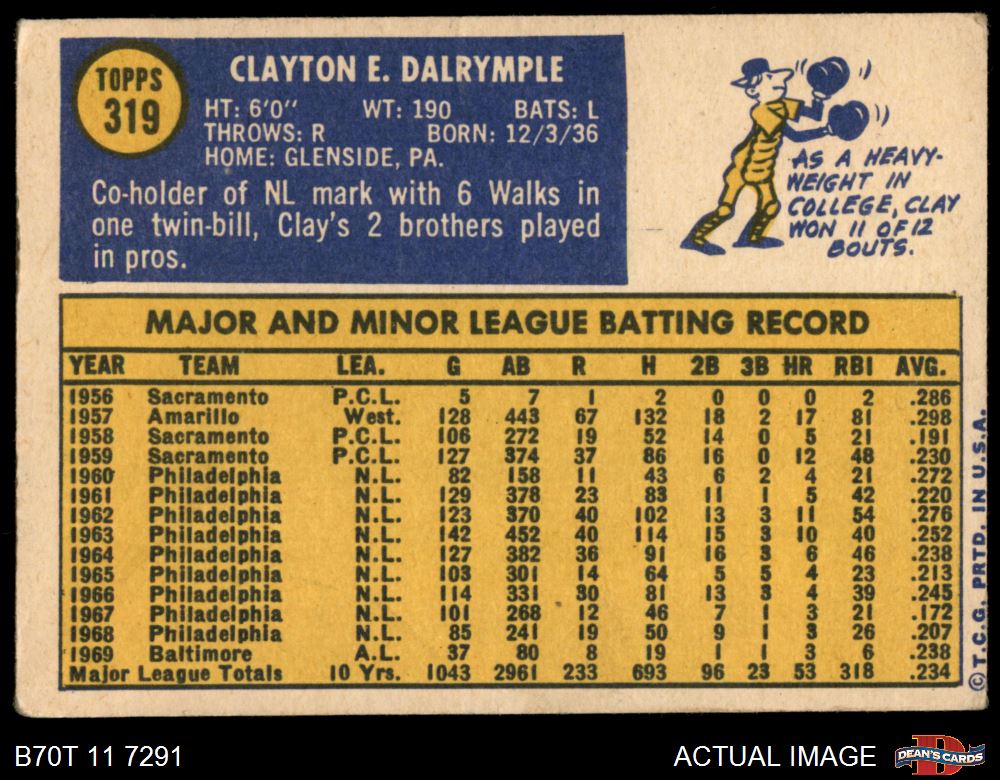 TOPPS
319
CLAYTON E. DALRYMPLE
HT: 6'0" WT: 190 BATS: L
THROWS: R BORN: 12/3/36
HOME: GLENSIDE, PA.
Co-holder of NL mark with 6 Walks in
one twin-bill, Clay's 2 brothers played
in pros.
AS A HEAVY-
WEIGHT IN
COLLEGE, CLAY
WON 11 OF 12
BOUTS.
MAJOR AND MINOR LEAGUE BATTING RECORD
YEAR TEAM LEA. G AB R H 2B 3B HR RBI AVG.
1956 Sacramento P.C.L. 5 7 1 2 0 0 0 2 .286
1957 Amarillo West. 128 443 67 132 18 2 17 81 .298
1958 Sacramento P.C.L. 106 272 19 52 14 0 5 21 .191
1959 Sacramento P.C.L. 127 374 37 86 16 0 12 48 .230
1960 Philadelphia N.L. 82 158 11 43 6 2 4 21 .272
1961 Philadelphia N.L. 129 378 23 83 11 1 5 42 .220
1962 Philadelphia N.L. 123 370 40 102 13 3 11 54 .276
1963 Philadelphia N.L. 142 452 40 114 15 3 10 40 .252
1964 Philadelphia N.L. 127 382 36 91 16 3 6 46 .238
1965 Philadelphia N.L. 103 301 14 64 5 5 4 23 .213
1966 Philadelphia N.L. 114 331 30 81 13 3 4 39 .245
1967 Philadelphia N.L. 101 268 12 46 7 1 3 21 .172
1968 Philadelphia N.L. 85 241 19 50 9 1 3 26 .207
1969 Baltimore A.L. 37 80 8 19 1 1 3 6 .238
Major League Totals 10 Yrs. 1043 2961 233 693 96 23 53 318 .234
©T.C.G. PRTD. IN U.S.A.
B70T 11 7291
ACTUAL IMAGE
DEAN'S CARDS